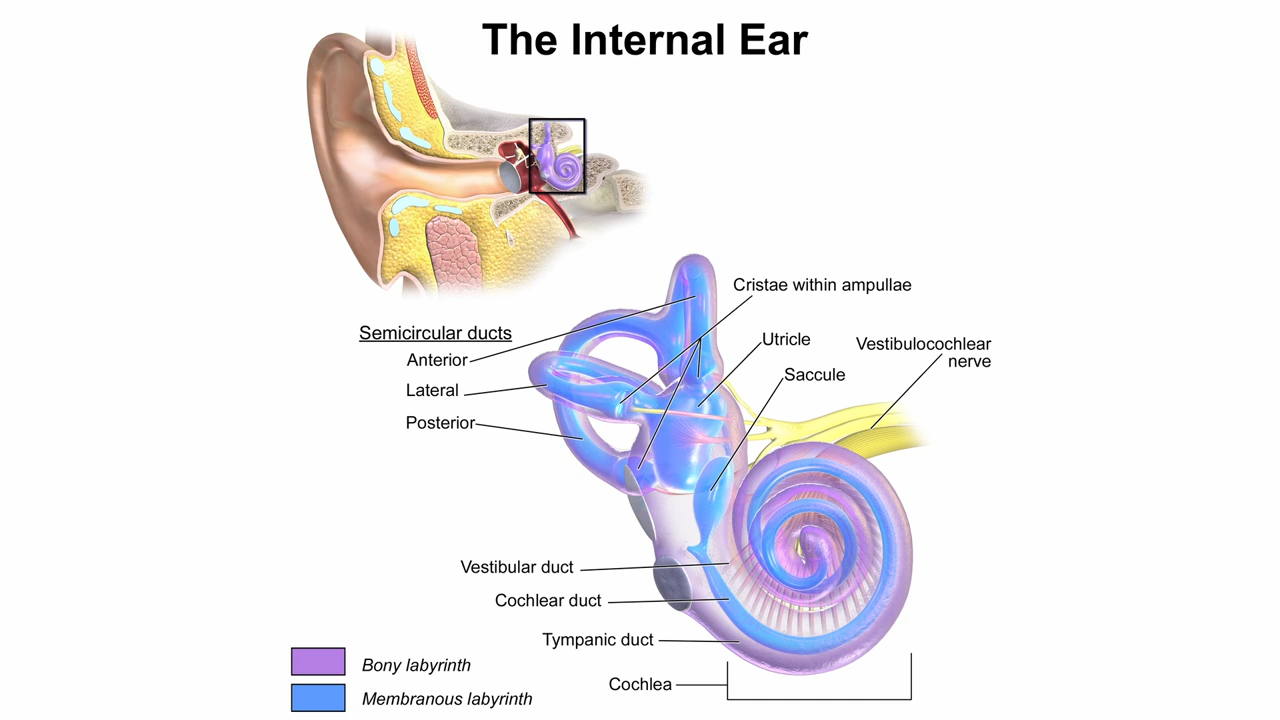 The Internal Ear
Cristae within ampullae
Semicircular ducts
Anterior
Lateral
Posterior
Utricle
Saccule
Vestibulocochlear
nerve
Vestibular duct
Cochlear duct
Tympanic duct
Cochlea
Bony labyrinth
Membranous labyrinth